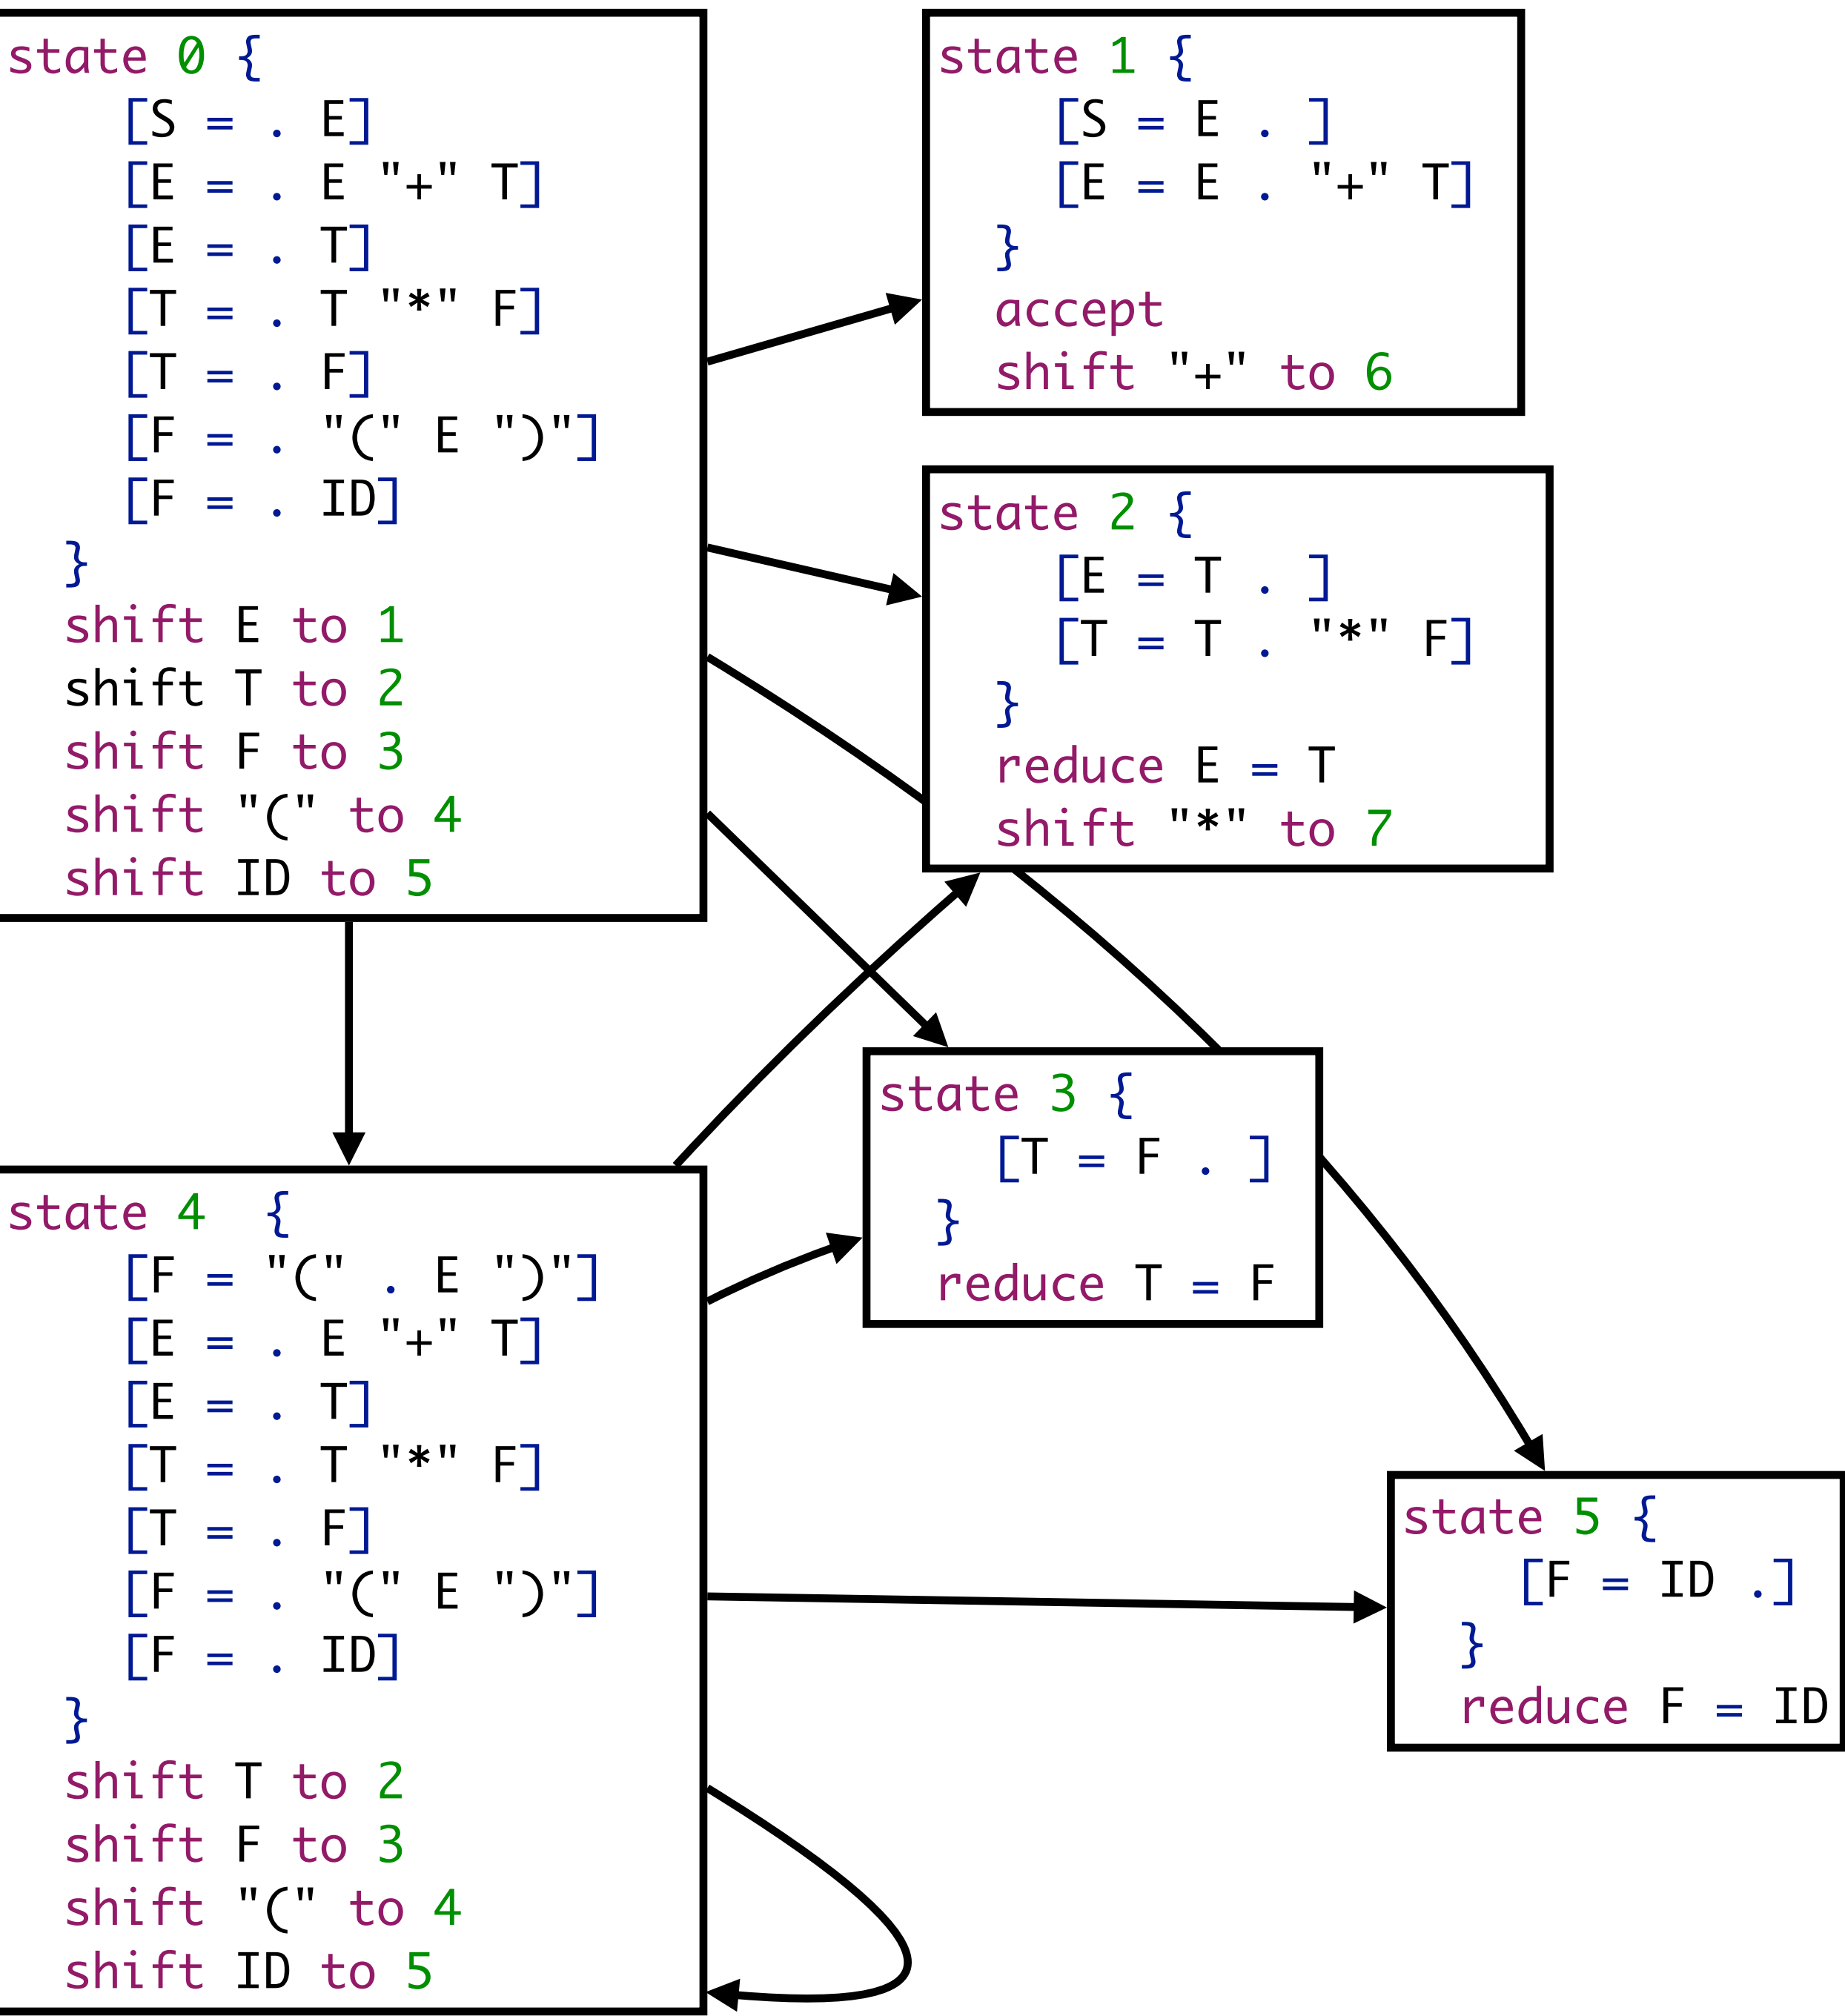 state 0 {
[S = . E]
[E = . E "+" T]
[E = . T]
[T = . T "*" F]
[T = . F]
[F = . "(" E ")"]
[F = . ID]
}
shift E to 1
shift T to 2
shift F to 3
shift "(" to 4
shift ID to 5
state 1 {
[S = E . ]
[E = E . "+" T]
}
accept
shift "+" to 6
state 2 {
[E = T . ]
[T = T . "*" F]
}
reduce E = T
shift "*" to 7
state 3 {
[T = F . ]
}
reduce T = F
state 4 {
[F = "(" . E ")"]
[E = . E "+" T]
[E = . T]
[T = . T "*" F]
[T = . F]
[F = . "(" E ")"]
[F = . ID]
}
shift T to 2
shift F to 3
shift "(" to 4
shift ID to 5
state 5 {
[F = ID .]
}
reduce F = ID